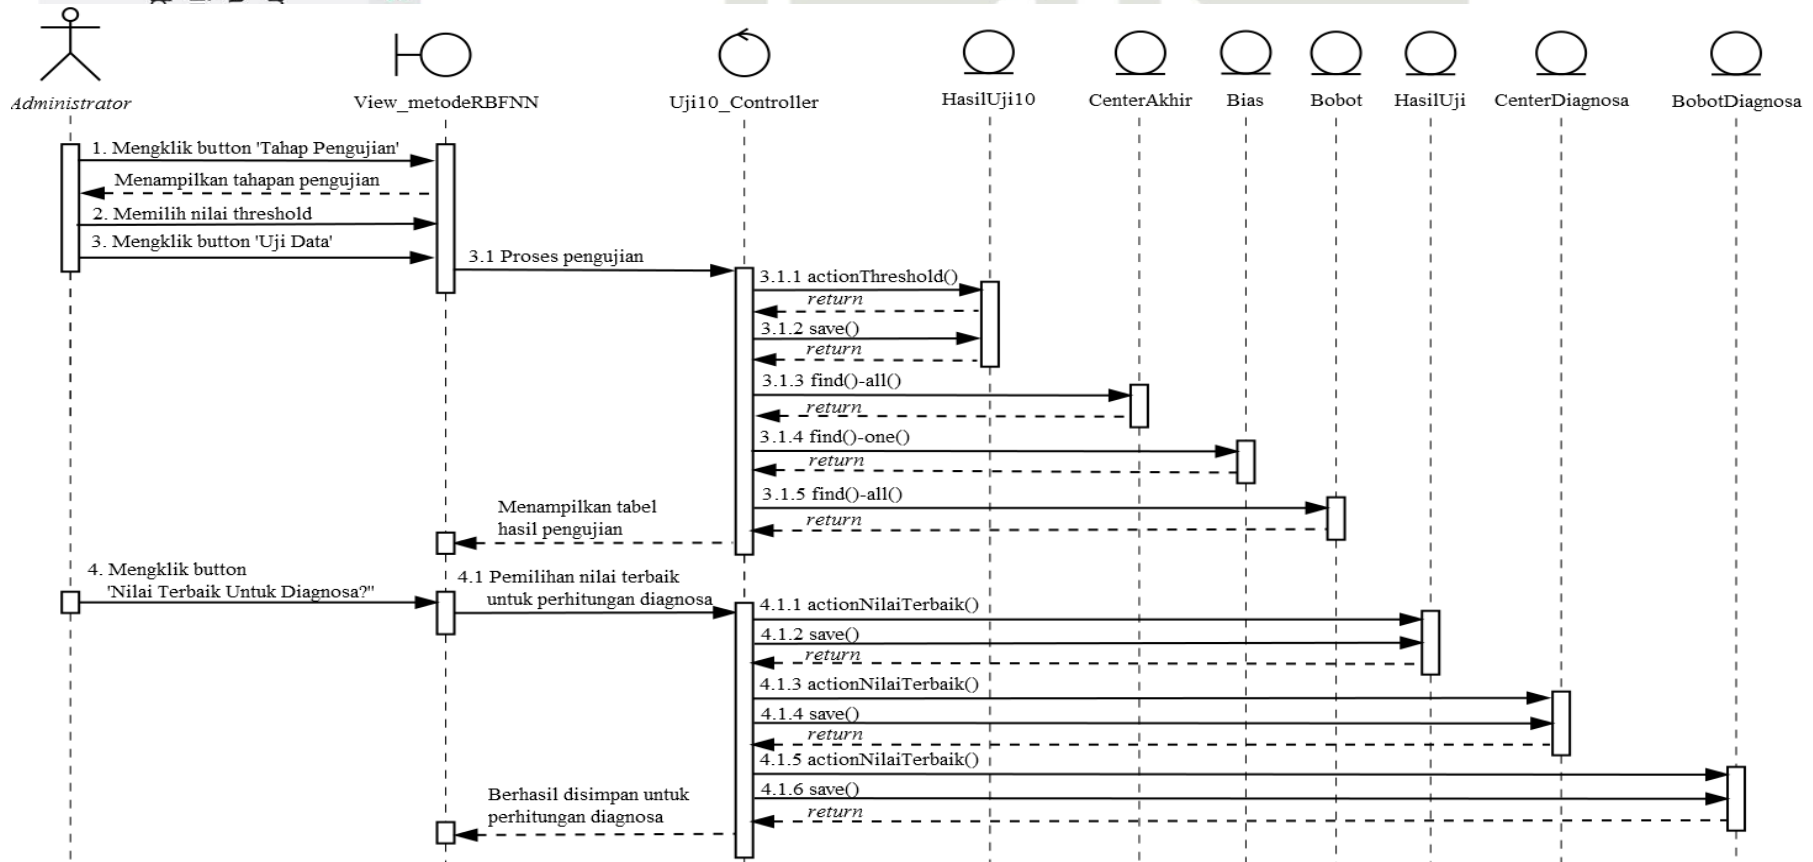 Administrator
View_metodeRBFNN
Uji10_Controller
HasilUji10
CenterAkhir
Bias
Bobot
HasilUji
CenterDiagnosa
BobotDiagnosa
1. Mengklik button 'Tahap Pengujian'
Menampilkan tahapan pengujian
2. Memilih nilai threshold
3. Mengklik button 'Uji Data'
3.1 Proses pengujian
3.1.1 actionThreshold()
return
3.1.2 save()
return
3.1.3 find()-all()
return
3.1.4 find()-one()
return
3.1.5 find()-all()
return
Menampilkan tabel
hasil pengujian
4. Mengklik button
'Nilai Terbaik Untuk Diagnosa?"
4.1 Pemilihan nilai terbaik
untuk perhitungan diagnosa
4.1.1 actionNilaiTerbaik()
4.1.2 save()
return
4.1.3 actionNilaiTerbaik()
4.1.4 save()
return
4.1.5 actionNilaiTerbaik()
4.1.6 save()
return
Berhasil disimpan untuk
perhitungan diagnosa